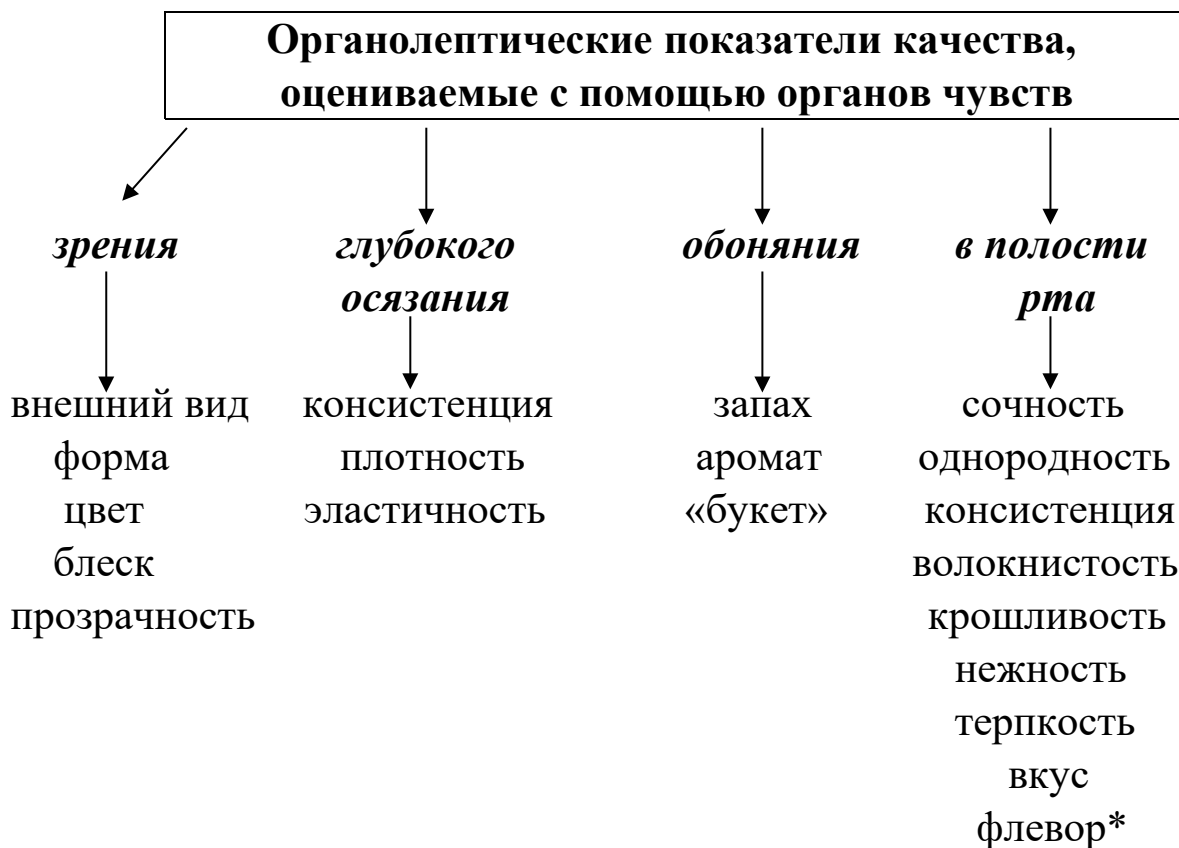 Органолептические показатели качества,
оцениваемые с помощью органов чувств
зрения
глубокого
осязания
обоняния
в полости
рта
внешний вид
форма
цвет
блеск
прозрачность
консистенция
плотность
эластичность
запах
аромат
«букет»
сочность
однородность
консистенция
волокнистость
крошливость
нежность
терпкость
вкус
флевор*